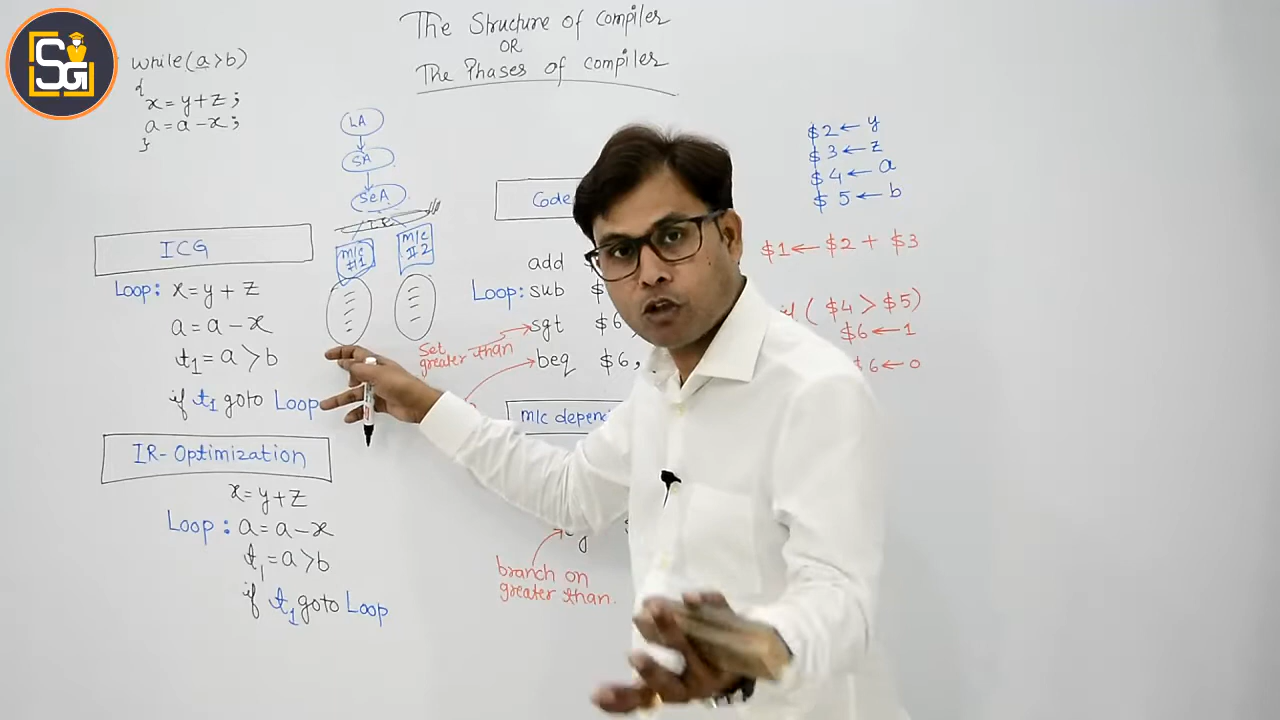 SG
The Structure of compiler
OR
The Phases of compiler
while(a>b)
{
x=y+z;
a=a-x;
}
LA
SA
SeA
m/c #1
m/c #2
ICG
Loop: x=y+z
a=a-x
t1=a>b
if t1 goto Loop
IR-Optimization
x=y+z
Loop: a=a-x
t1=a>b
if t1 goto Loop
Code
add $
Loop: sub $
sgt $6,
beq $6,
Set greater than
m/c depen
branch on
greater than.
$2←y
$3←z
$4←a
$5←b
$1←$2+$3
if ($4>$5)
$6←1
$6←0